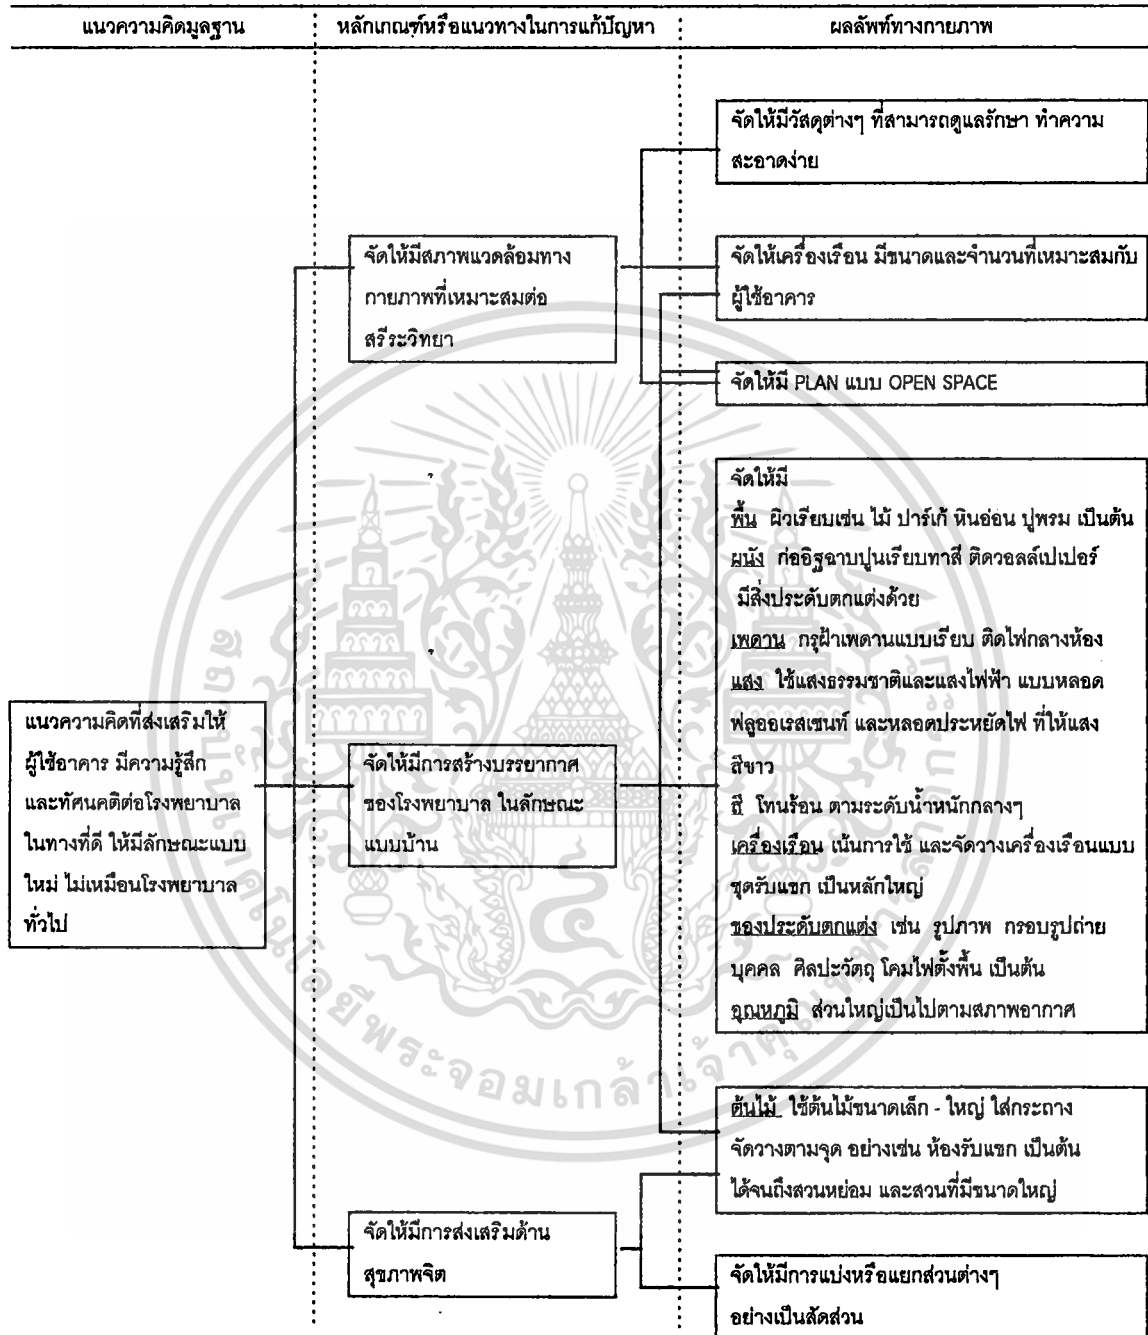 แนวความคิดมูลฐาน
หลักเกณฑ์หรือแนวทางในการแก้ปัญหา
ผลลัพท์ทางกายภาพ
แนวความคิดที่ส่งเสริมให้
ผู้ใช้อาคาร มีความรู้สึก
และทัศนคติต่อโรงพยาบาล
ในทางที่ดี ให้มีลักษณะแบบ
ใหม่ ไม่เหมือนโรงพยาบาล
ทั่วไป
จัดให้มีสภาพแวดล้อมทาง
กายภาพที่เหมาะสมต่อ
สรีระวิทยา
จัดให้มีการสร้างบรรยากาศ
ของโรงพยาบาล ในลักษณะ
แบบบ้าน
จัดให้มีการส่งเสริมด้าน
สุขภาพจิต
จัดให้มีวัสดุต่างๆ ที่สามารถดูแลรักษา ทำความ
สะอาดง่าย
จัดให้เครื่องเรือน มีขนาดและจำนวนที่เหมาะสมกับ
ผู้ใช้อาคาร
จัดให้มี PLAN แบบ OPEN SPACE
จัดให้มี
พื้น ผิวเรียบเช่น ไม้ ปาร์เก้ หินอ่อน ปูพรม เป็นต้น
ผนัง ก่ออิฐฉาบปูนเรียบทาสี ติดวอลล์เปเปอร์
มีสิ่งประดับตกแต่งด้วย
เพดาน กรุฝ้าเพดานแบบเรียบ ติดไฟกลางห้อง
แสง ใช้แสงธรรมชาติและแสงไฟฟ้า แบบหลอด
ฟลูออเรสเซนท์ และหลอดประหยัดไฟ ที่ให้แสง
สีขาว
สี โทนร้อน ตามระดับน้ำหนักกลางๆ
เครื่องเรือน เน้นการใช้ และจัดวางเครื่องเรือนแบบ
ชุดรับแขก เป็นหลักใหญ่
ของประดับตกแต่ง เช่น รูปภาพ กรอบรูปถ่าย
บุคคล ศิลปะวัตถุ โคมไฟตั้งพื้น เป็นต้น
อุณหภูมิ ส่วนใหญ่เป็นไปตามสภาพอากาศ
ต้นไม้ ใช้ต้นไม้ขนาดเล็ก - ใหญ่ ใส่กระถาง
จัดวางตามจุด อย่างเช่น ห้องรับแขก เป็นต้น
ได้จนถึงสวนหย่อม และสวนที่มีขนาดใหญ่
จัดให้มีการแบ่งหรือแยกส่วนต่างๆ
อย่างเป็นสัดส่วน
สถาบันเทคโนโลยีพระจอมเกล้าเจ้าคุณทหารลาดกระบัง